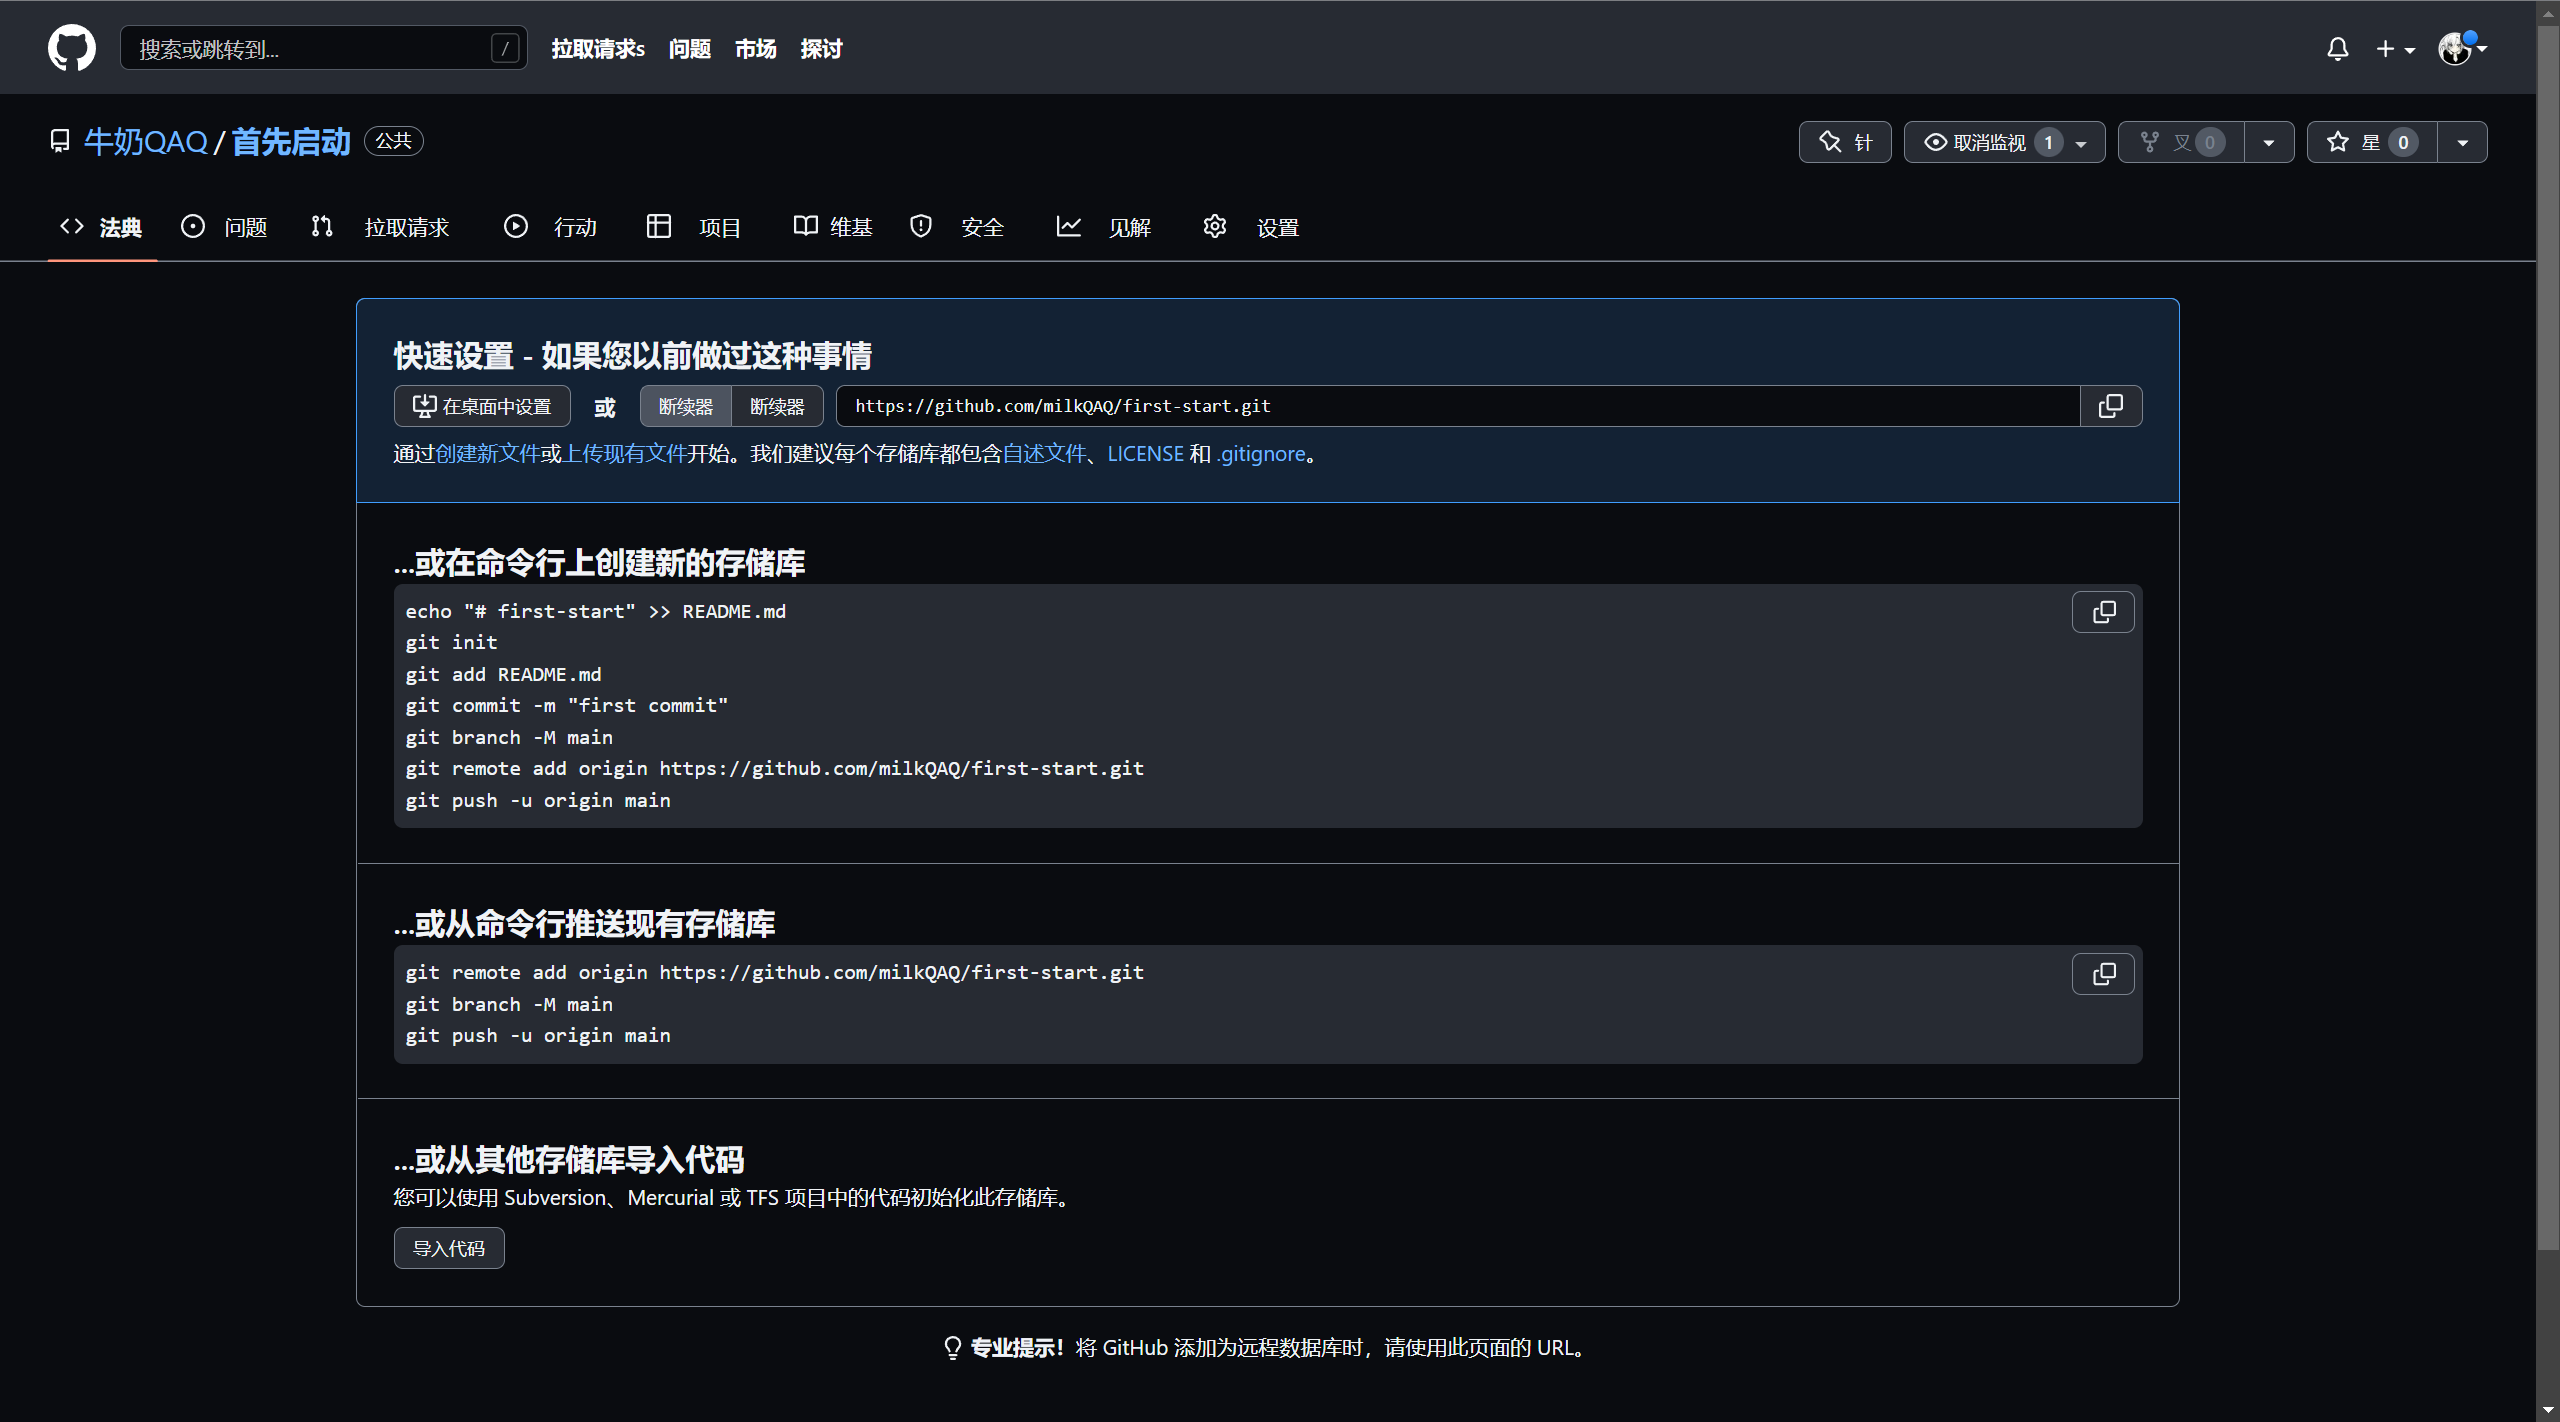 搜索或跳转到... / 拉取请求s 问题 市场 探讨
牛奶QAQ / 首先启动 公共 针 取消监视 1 叉 0 星 0
法典 问题 拉取请求 行动 项目 维基 安全 见解 设置
快速设置 - 如果您以前做过这种事情
在桌面中设置 或 断续器 断续器 https://github.com/milkQAQ/first-start.git
通过创建新文件或上传现有文件开始。我们建议每个存储库都包含自述文件、LICENSE 和 .gitignore。
...或在命令行上创建新的存储库
echo "# first-start" >> README.md
git init
git add README.md
git commit -m "first commit"
git branch -M main
git remote add origin https://github.com/milkQAQ/first-start.git
git push -u origin main
...或从命令行推送现有存储库
git remote add origin https://github.com/milkQAQ/first-start.git
git branch -M main
git push -u origin main
...或从其他存储库导入代码
您可以使用 Subversion、Mercurial 或 TFS 项目中的代码初始化此存储库。
导入代码
专业提示！将 GitHub 添加为远程数据库时，请使用此页面的 URL。